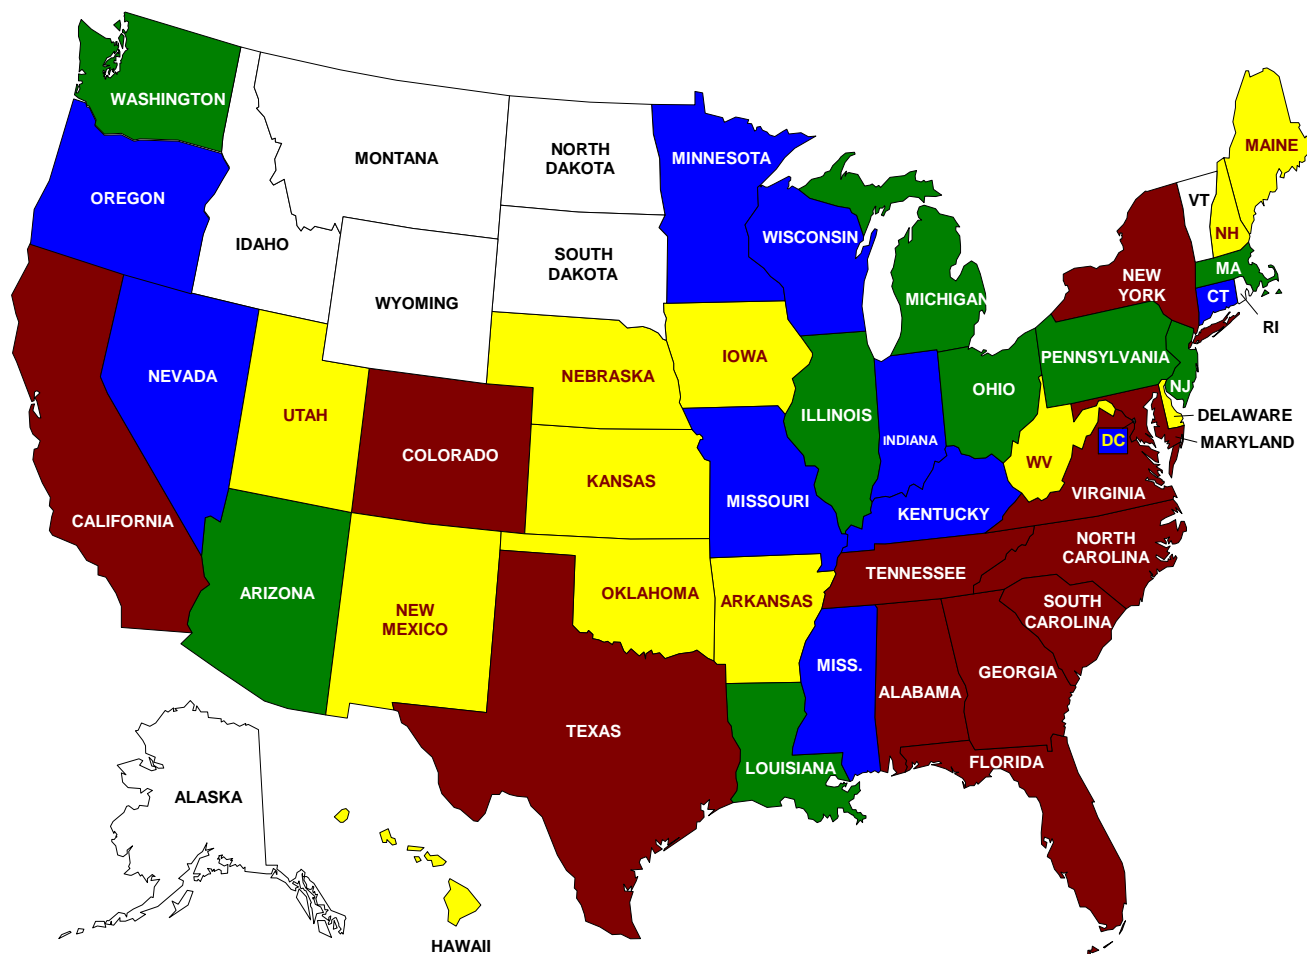 WASHINGTON
OREGON
CALIFORNIA
NEVADA
IDAHO
MONTANA
WYOMING
UTAH
ARIZONA
COLORADO
NEW
MEXICO
NORTH
DAKOTA
SOUTH
DAKOTA
NEBRASKA
KANSAS
OKLAHOMA
TEXAS
MINNESOTA
IOWA
MISSOURI
ARKANSAS
LOUISIANA
WISCONSIN
ILLINOIS
MICHIGAN
INDIANA
OHIO
KENTUCKY
TENNESSEE
MISS.
ALABAMA
GEORGIA
FLORIDA
SOUTH
CAROLINA
NORTH
CAROLINA
VIRGINIA
WV
DC
MARYLAND
DELAWARE
PENNSYLVANIA
NJ
NEW
YORK
CT
RI
MA
VT
NH
MAINE
ALASKA
HAWAII